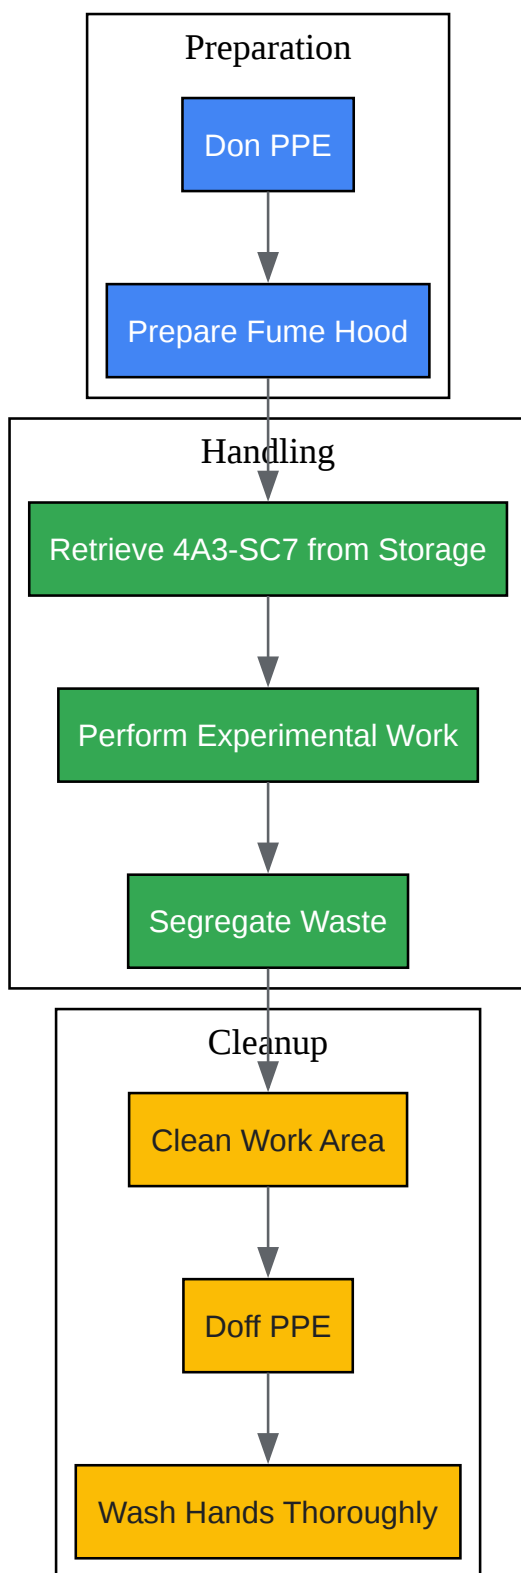 Preparation
Don PPE
Prepare Fume Hood
Handling
Retrieve 4A3-SC7 from Storage
Perform Experimental Work
Segregate Waste
Cleanup
Clean Work Area
Doff PPE
Wash Hands Thoroughly